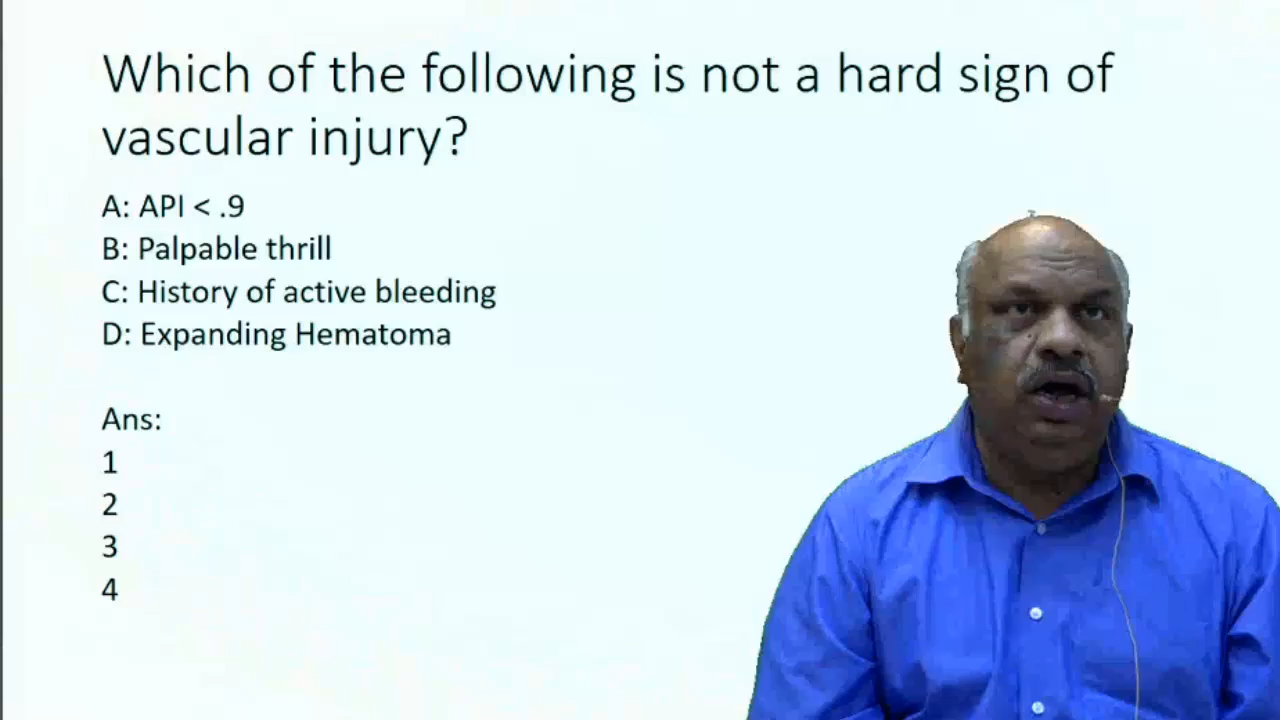 Which of the following is not a hard sign of
vascular injury?
A: API < .9
B: Palpable thrill
C: History of active bleeding
D: Expanding Hematoma
Ans:
1
2
3
4